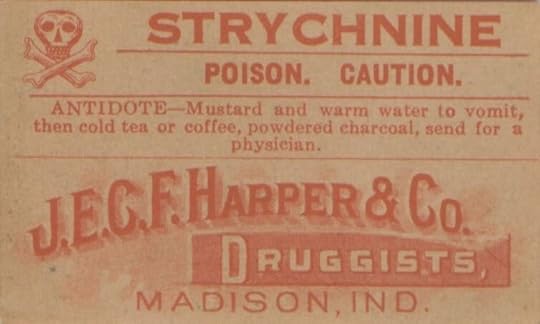 STRYCHNINE
POISON. CAUTION.
ANTIDOTE—Mustard and warm water to vomit,
then cold tea or coffee, powdered charcoal, send for a
physician.
J.E.C.F. HARPER & CO.
DRUGGISTS,
MADISON, IND.